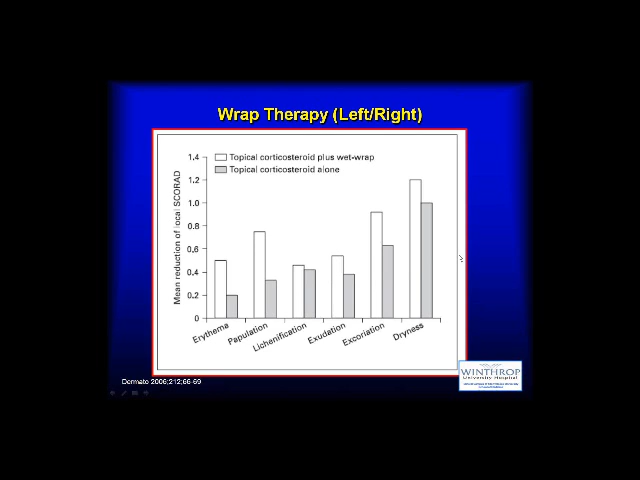 Wrap Therapy (Left/Right)
Topical corticosteroid plus wet-wrap
Topical corticosteroid alone
Mean reduction of local SCORAD
1.4
1.2
1.0
0.8
0.6
0.4
0.2
0
Erythema
Papulation
Lichenification
Exudation
Excoriation
Dryness
Dermato 2006;212;66-69
WINTHROP
University Hospital